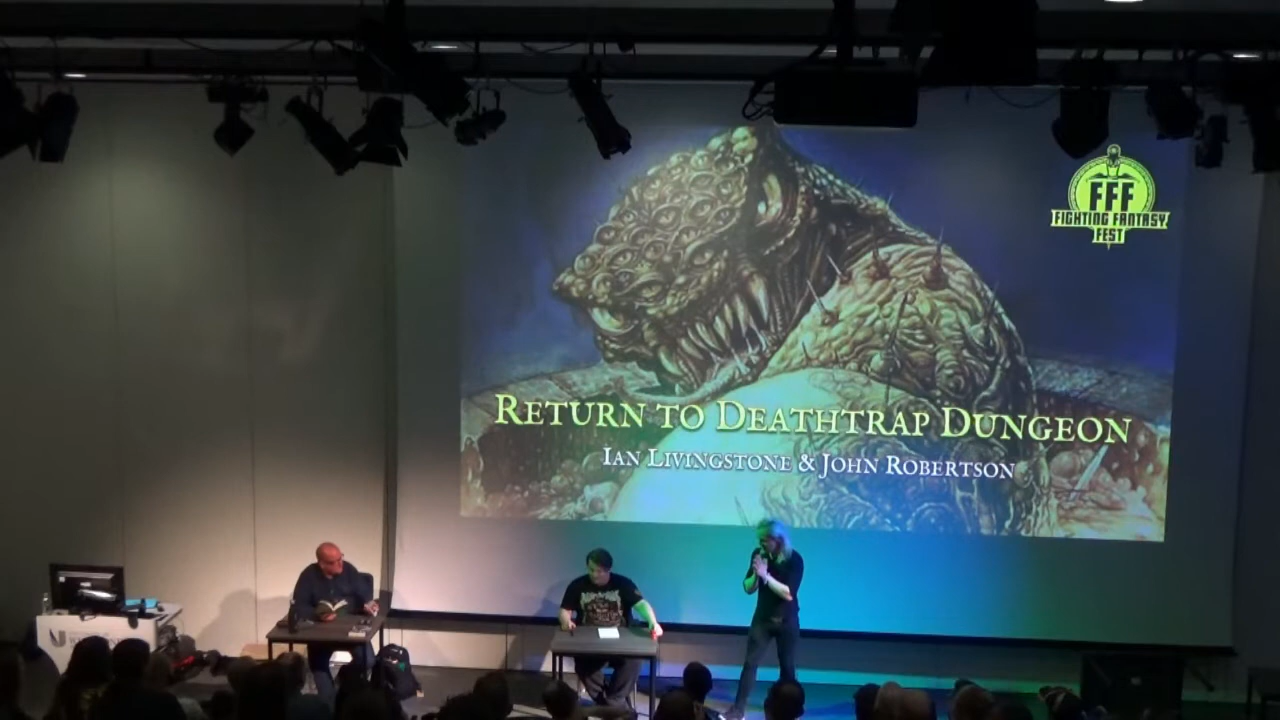 FFF
FIGHTING FANTASY
FEST
RETURN TO DEATHTRAP DUNGEON
IAN LIVINGSTONE & JOHN ROBERTSON